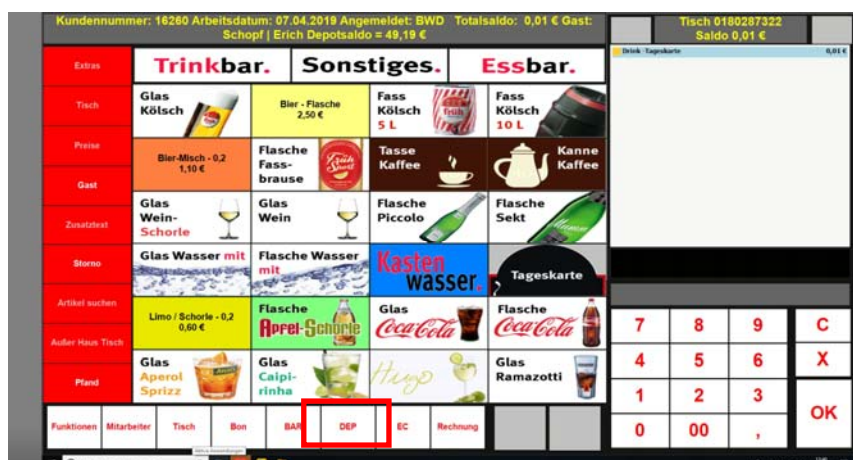 Kundennummer: 16260 Arbeitsdatum: 07.04.2019 Angemeldet: BWD Totalsaldo: 0,01 € Gast:
Schopf | Erich Depotsaldo = 49,19 €
Tisch 0180287322
Saldo 0,01 €
Drink -Tageskarte 0,01 €
Extras
Tisch
Preise
Gast
Zusatztext
Storno
Artikel suchen
Außer Haus Tisch
Pfand
Trinkbar.
Sonstiges.
Essbar.
Glas
Kölsch
Bier - Flasche
2,50 €
Fass
Kölsch
5 L
früh
Fass
Kölsch
10 L
Bier-Misch - 0,2
1,10 €
Flasche
Fass-
brause
Früh
Sport
Tasse
Kaffee
Kanne
Kaffee
Glas
Wein-
Schorle
Glas
Wein
Flasche
Piccolo
Flasche
Sekt
Glas Wasser mit
Flasche Wasser
mit
Kasten
wasser.
Tageskarte
Limo / Schorle - 0,2
0,60 €
Flasche
Apfel-Schorle
Glas
Coca-Cola
Flasche
Coca-Cola
Glas
Aperol
Sprizz
Glas
Caipi-
rinha
Hugo
Glas
Ramazotti
Funktionen
Mitarbeiter
Tisch
Bon
BAR
DEP
EC
Rechnung
7 8 9 C
4 5 6 X
1 2 3
OK
0 00 ,